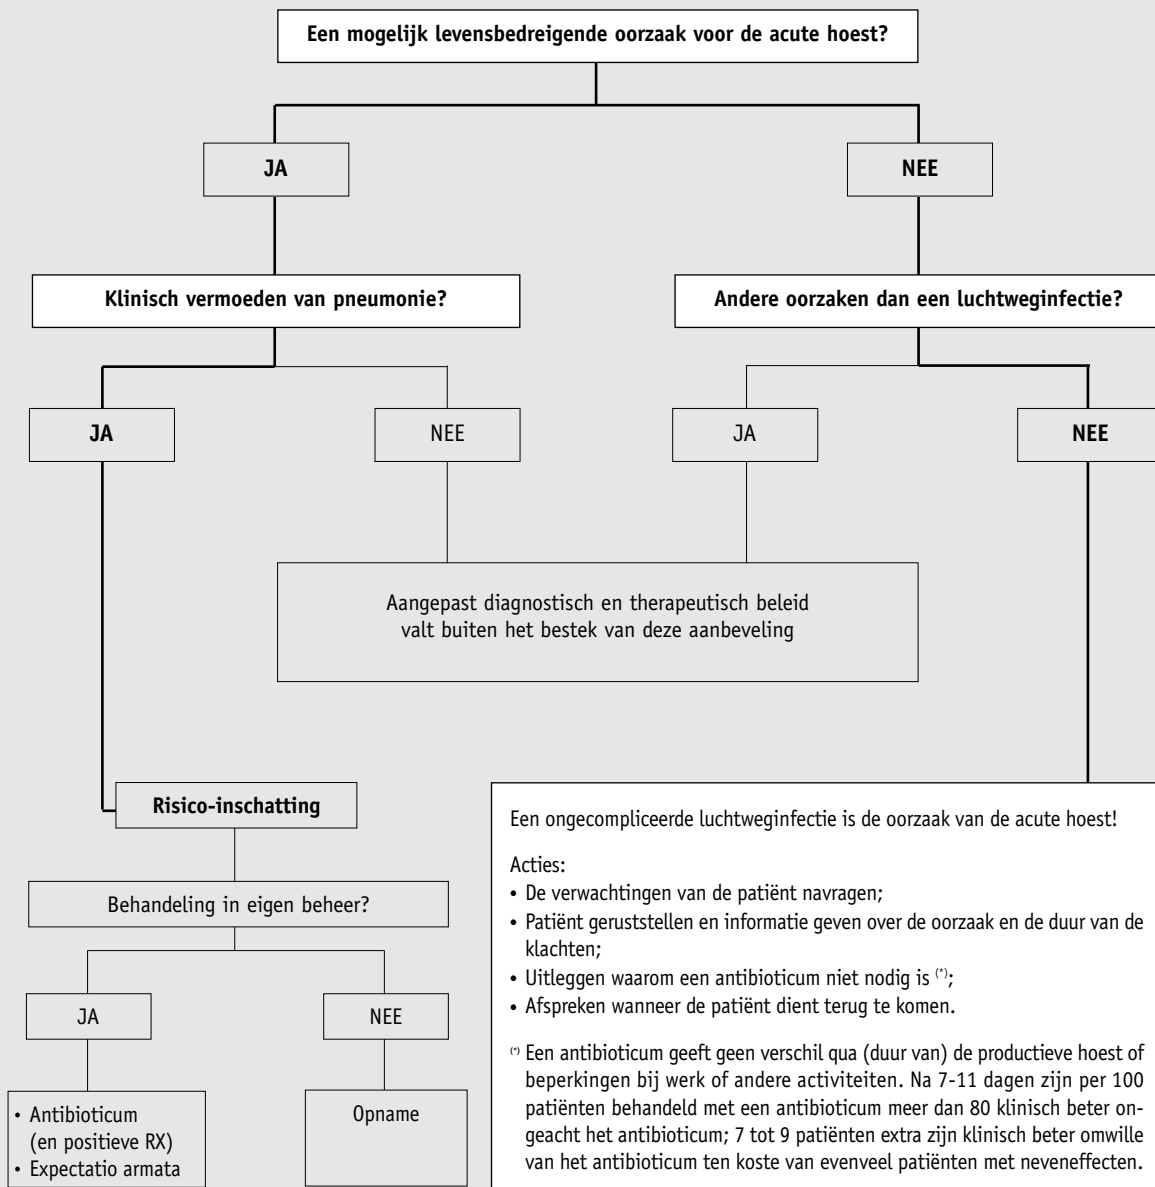 Een mogelijk levensbedreigende oorzaak voor de acute hoest?
JA
NEE
Klinisch vermoeden van pneumonie?
Andere oorzaken dan een luchtweginfectie?
JA
NEE
JA
NEE
Aangepast diagnostisch en therapeutisch beleid
valt buiten het bestek van deze aanbeveling
Risico-inschatting
Behandeling in eigen beheer?
JA
NEE
• Antibioticum
(en positieve RX)
• Expectatio armata
Opname
Een ongecompliceerde luchtweginfectie is de oorzaak van de acute hoest!
Acties:
• De verwachtingen van de patiënt navragen;
• Patiënt geruststellen en informatie geven over de oorzaak en de duur van de
klachten;
• Uitleggen waarom een antibioticum niet nodig is (*);
• Afspreken wanneer de patiënt dient terug te komen.
(*) Een antibioticum geeft geen verschil qua (duur van) de productieve hoest of
beperkingen bij werk of andere activiteiten. Na 7-11 dagen zijn per 100
patiënten behandeld met een antibioticum meer dan 80 klinisch beter on-
geacht het antibioticum; 7 tot 9 patiënten extra zijn klinisch beter omwille
van het antibioticum ten koste van evenveel patiënten met neveneffecten.